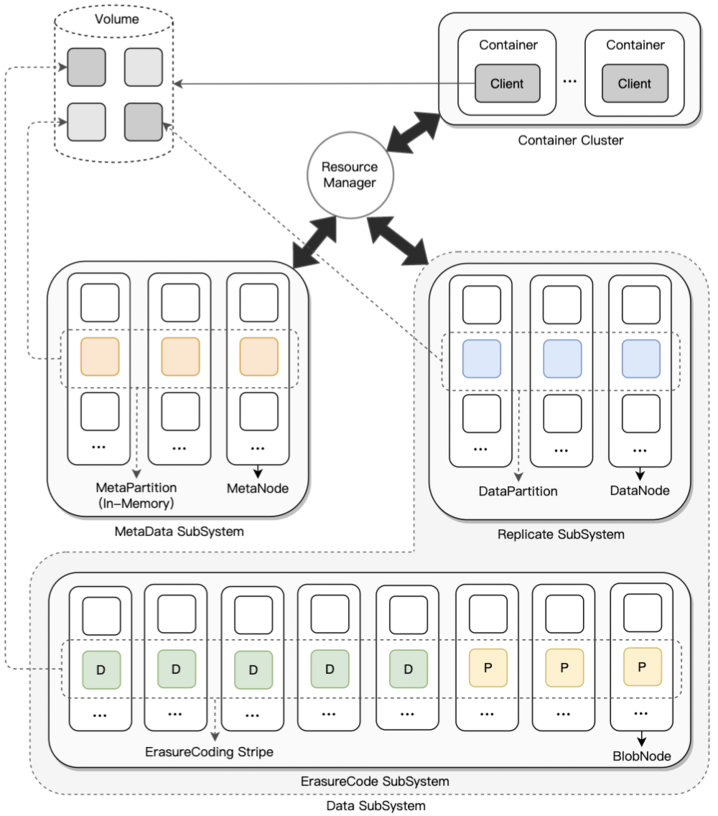 Volume
Container
Container
Client
...
Client
Container Cluster
Resource
Manager
...
...
...
MetaPartition
(In-Memory)
MetaNode
MetaData SubSystem
...
...
...
DataPartition
DataNode
Replicate SubSystem
D
D
D
D
D
P
P
P
...
...
...
...
...
...
...
...
ErasureCoding Stripe
BlobNode
ErasureCode SubSystem
Data SubSystem